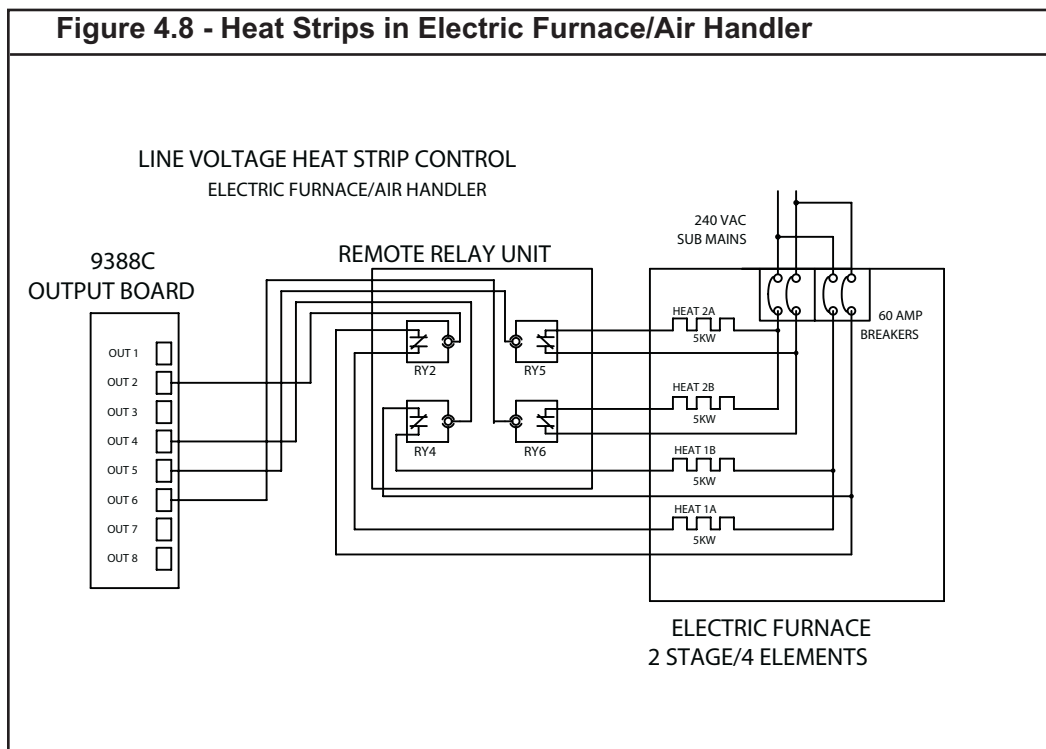 Figure 4.8 - Heat Strips in Electric Furnace/Air Handler
LINE VOLTAGE HEAT STRIP CONTROL
ELECTRIC FURNACE/AIR HANDLER
9388C
OUTPUT BOARD
OUT 1
OUT 2
OUT 3
OUT 4
OUT 5
OUT 6
OUT 7
OUT 8
REMOTE RELAY UNIT
RY2
RY5
RY4
RY6
240 VAC
SUB MAINS
60 AMP
BREAKERS
HEAT 2A
5KW
HEAT 2B
5KW
HEAT 1B
5KW
HEAT 1A
5KW
ELECTRIC FURNACE
2 STAGE/4 ELEMENTS